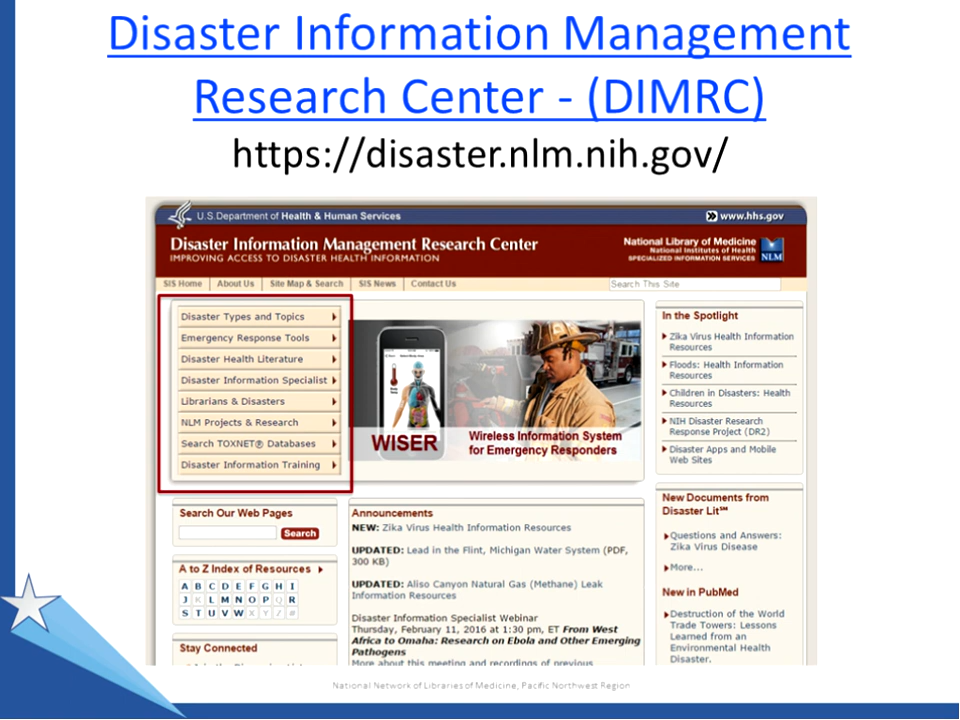 Disaster Information Management
Research Center - (DIMRC)
https://disaster.nlm.nih.gov/
U.S. Department of Health & Human Services
www.hhs.gov
Disaster Information Management Research Center
IMPROVING ACCESS TO DISASTER HEALTH INFORMATION
National Library of Medicine
National Institutes of Health
SPECIALIZED INFORMATION SERVICES
NLM
SIS Home
About Us
Site Map & Search
SIS News
Contact Us
Search This Site
Disaster Types and Topics
Emergency Response Tools
Disaster Health Literature
Disaster Information Specialist
Librarians & Disasters
NLM Projects & Research
Search TOXNET® Databases
Disaster Information Training
WISER
Wireless Information System
for Emergency Responders
In the Spotlight
Zika Virus Health Information
Resources
Floods: Health Information
Resources
Children in Disasters: Health
Resources
NIH Disaster Research
Response Project (DR2)
Disaster Apps and Mobile
Web Sites
Search Our Web Pages
Search
A to Z Index of Resources
A B C D E F G H I
J K L M N O P Q R
S T U V W X Y Z #
Stay Connected
Announcements
NEW: Zika Virus Health Information Resources
UPDATED: Lead in the Flint, Michigan Water System (PDF,
300 KB)
UPDATED: Aliso Canyon Natural Gas (Methane) Leak
Information Resources
Disaster Information Specialist Webinar
Thursday, February 11, 2016 at 1:30 pm, ET From West
Africa to Omaha: Research on Ebola and Other Emerging
Pathogens
More about this meeting and recordings of previous
New Documents from
Disaster Lit℠
Questions and Answers:
Zika Virus Disease
More...
New in PubMed
Destruction of the World
Trade Towers: Lessons
Learned from an
Environmental Health
Disaster.
National Network of Libraries of Medicine, Pacific Northwest Region